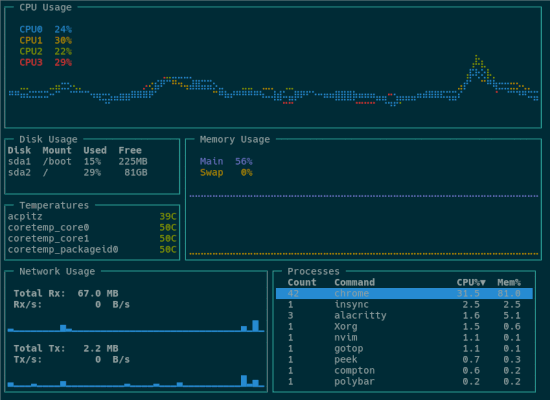 CPU Usage
CPU0 24%
CPU1 30%
CPU2 22%
CPU3 29%
Disk Usage
Disk Mount Used Free
sda1 /boot 15% 225MB
sda2 / 29% 81GB
Memory Usage
Main 56%
Swap 0%
Temperatures
acpitz 39C
coretemp_core0 50C
coretemp_core1 50C
coretemp_packageid0 50C
Network Usage
Total Rx: 67.0 MB
Rx/s: 0 B/s
Total Tx: 2.2 MB
Tx/s: 0 B/s
Processes
Count Command CPU%▼ Mem%
42 chrome 31.5 81.0
1 insync 2.5 2.5
3 alacritty 1.6 5.1
1 Xorg 1.5 0.6
1 nvim 1.1 0.1
1 gotop 1.1 0.1
1 peek 0.7 0.3
1 compton 0.6 0.2
1 polybar 0.2 0.2